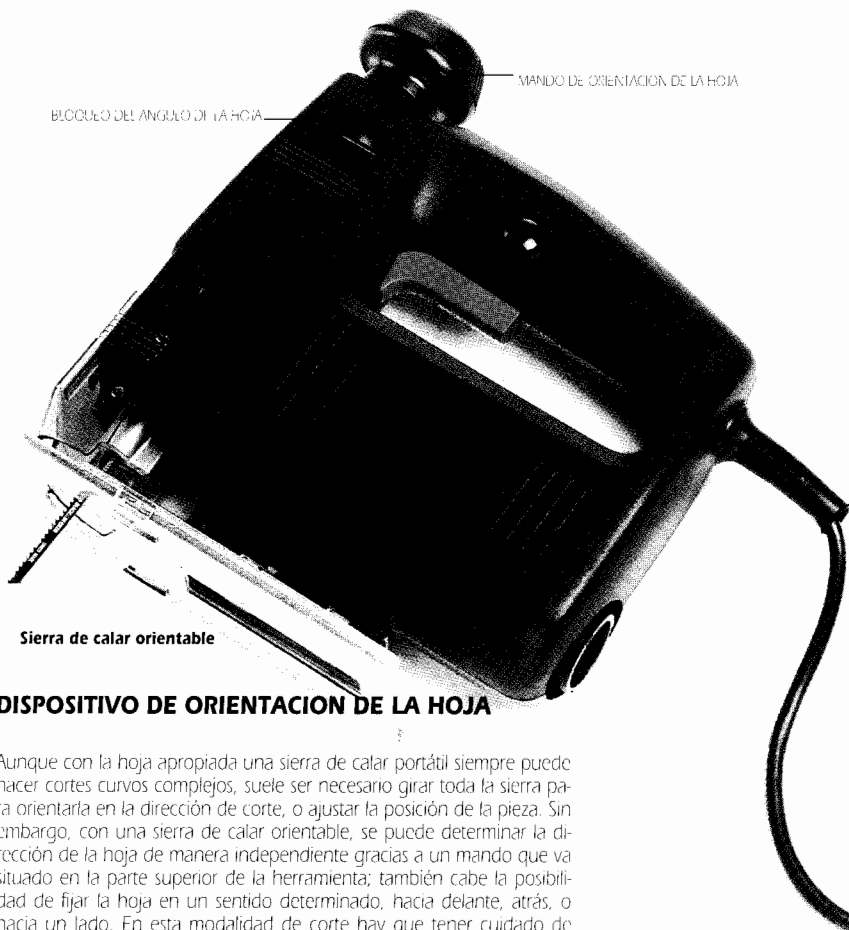 MANDO DE ORIENTACION DE LA HOJA
BLOQUEO DEL ANGULO DE LA HOJA
Sierra de calar orientable
DISPOSITIVO DE ORIENTACION DE LA HOJA
Aunque con la hoja apropiada una sierra de calar portátil siempre puede
hacer cortes curvos complejos, suele ser necesario girar toda la sierra pa-
ra orientarla en la dirección de corte, o ajustar la posición de la pieza. Sin
embargo, con una sierra de calar orientable, se puede determinar la di-
rección de la hoja de manera independiente gracias a un mando que va
situado en la parte superior de la herramienta; también cabe la posibili-
dad de fijar la hoja en un sentido determinado, hacia delante, atrás, o
hacia un lado. En esta modalidad de corte hay que tener cuidado de